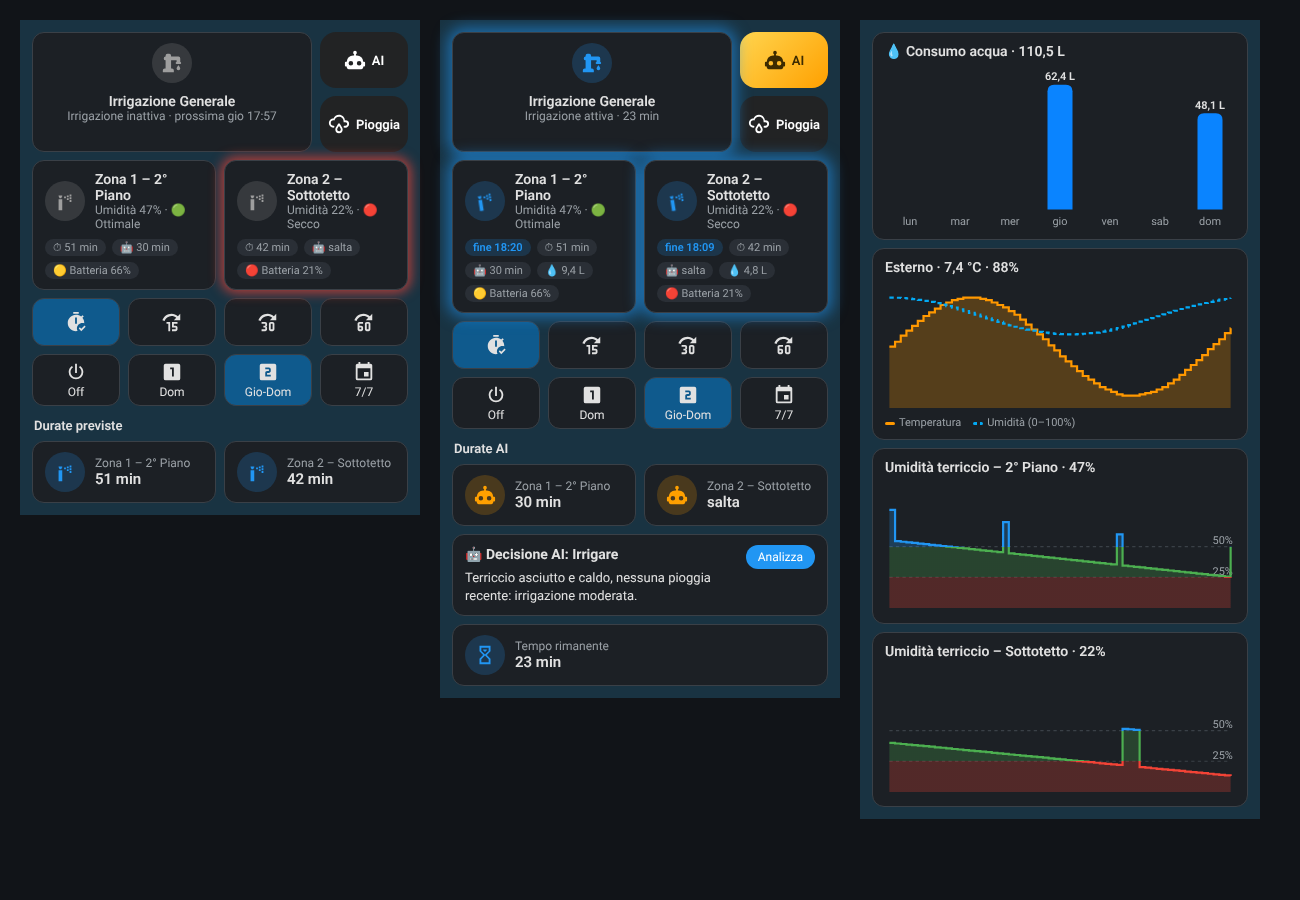 Irrigazione Generale
Irrigazione inattiva · prossima gio 17:57
AI
Pioggia
Zona 1 – 2°
Piano
Umidità 47% · 🟢
Ottimale
⏱ 51 min
🤖 30 min
🟡 Batteria 66%
Zona 2 –
Sottotetto
Umidità 22% · 🔴
Secco
⏱ 42 min
🤖 salta
🔴 Batteria 21%
15
30
60
Off
1
Dom
2
Gio-Dom
7/7
Durate previste
Zona 1 – 2° Piano
51 min
Zona 2 – Sottotetto
42 min
Irrigazione Generale
Irrigazione attiva · 23 min
AI
Pioggia
Zona 1 – 2°
Piano
Umidità 47% · 🟢
Ottimale
fine 18:20
⏱ 51 min
🤖 30 min
💧 9,4 L
🟡 Batteria 66%
Zona 2 –
Sottotetto
Umidità 22% · 🔴
Secco
fine 18:09
⏱ 42 min
🤖 salta
💧 4,8 L
🔴 Batteria 21%
15
30
60
Off
1
Dom
2
Gio-Dom
7/7
Durate AI
Zona 1 – 2° Piano
30 min
Zona 2 – Sottotetto
salta
🤖 Decisione AI: Irrigare
Analizza
Terriccio asciutto e caldo, nessuna pioggia
recente: irrigazione moderata.
Tempo rimanente
23 min
💧 Consumo acqua · 110,5 L
62,4 L
48,1 L
lun mar mer gio ven sab dom
Esterno · 7,4 °C · 88%
Temperatura
Umidità (0–100%)
Umidità terriccio – 2° Piano · 47%
50%
25%
Umidità terriccio – Sottotetto · 22%
50%
25%